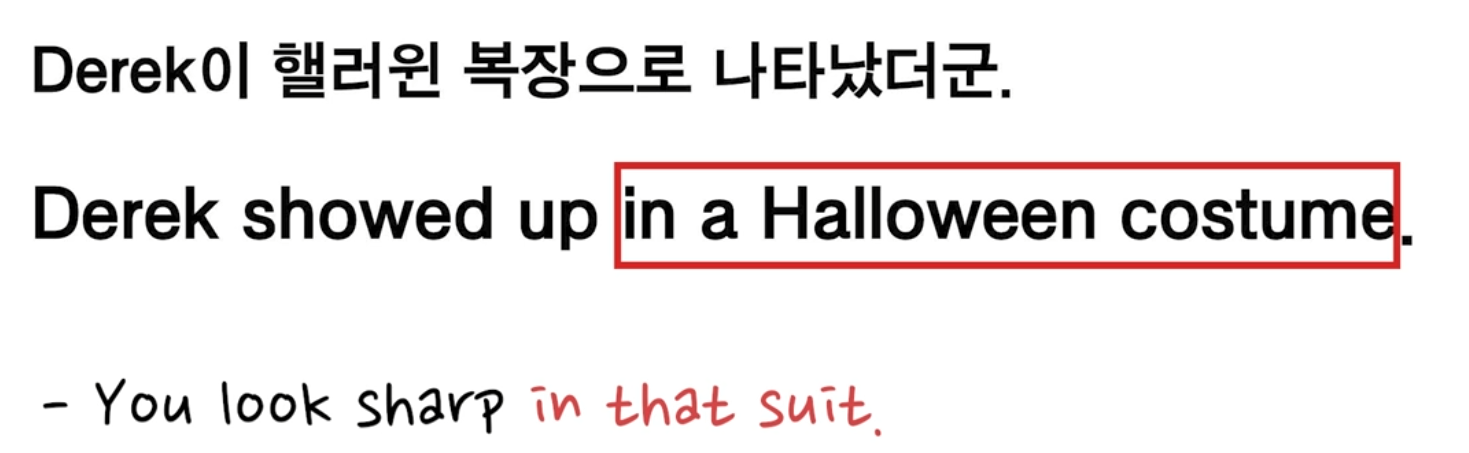 Derek이 핼러윈 복장으로 나타났더군.
Derek showed up in a Halloween costume.
- You look sharp in that suit.